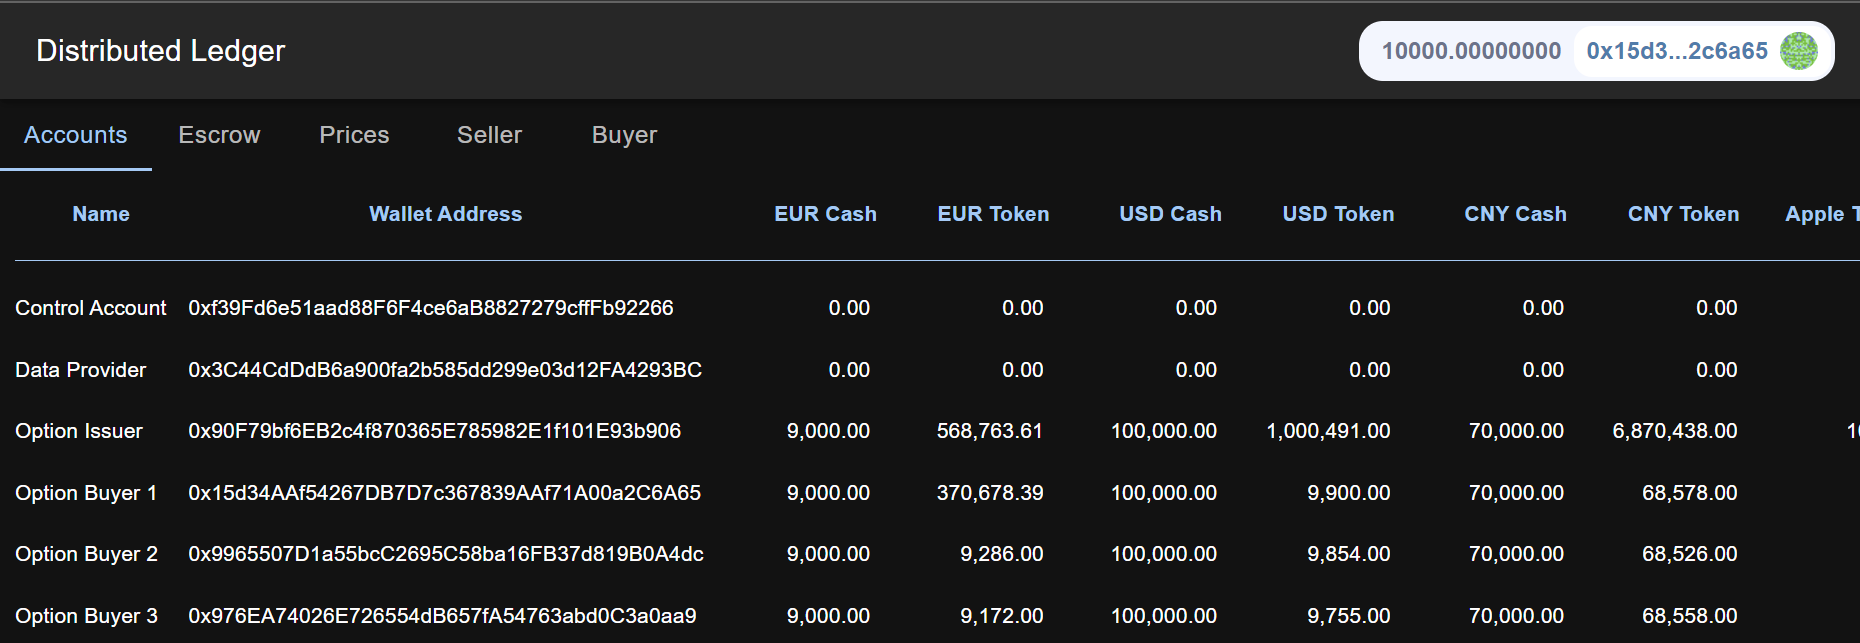 Distributed Ledger 10000.00000000 0x15d3...2c6a65
Accounts Escrow Prices Seller Buyer
Name Wallet Address EUR Cash EUR Token USD Cash USD Token CNY Cash CNY Token Apple
Control Account 0xf39Fd6e51aad88F6F4ce6aB8827279cffFb92266 0.00 0.00 0.00 0.00 0.00 0.00
Data Provider 0x3C44CdDdB6a900fa2b585dd299e03d12FA4293BC 0.00 0.00 0.00 0.00 0.00 0.00
Option Issuer 0x90F79bf6EB2c4f870365E785982E1f101E93b906 9,000.00 568,763.61 100,000.00 1,000,491.00 70,000.00 6,870,438.00
Option Buyer 1 0x15d34AAf54267DB7D7c367839AAf71A00a2C6A65 9,000.00 370,678.39 100,000.00 9,900.00 70,000.00 68,578.00
Option Buyer 2 0x9965507D1a55bcC2695C58ba16FB37d819B0A4dc 9,000.00 9,286.00 100,000.00 9,854.00 70,000.00 68,526.00
Option Buyer 3 0x976EA74026E726554dB657fA54763abd0C3a0aa9 9,000.00 9,172.00 100,000.00 9,755.00 70,000.00 68,558.00